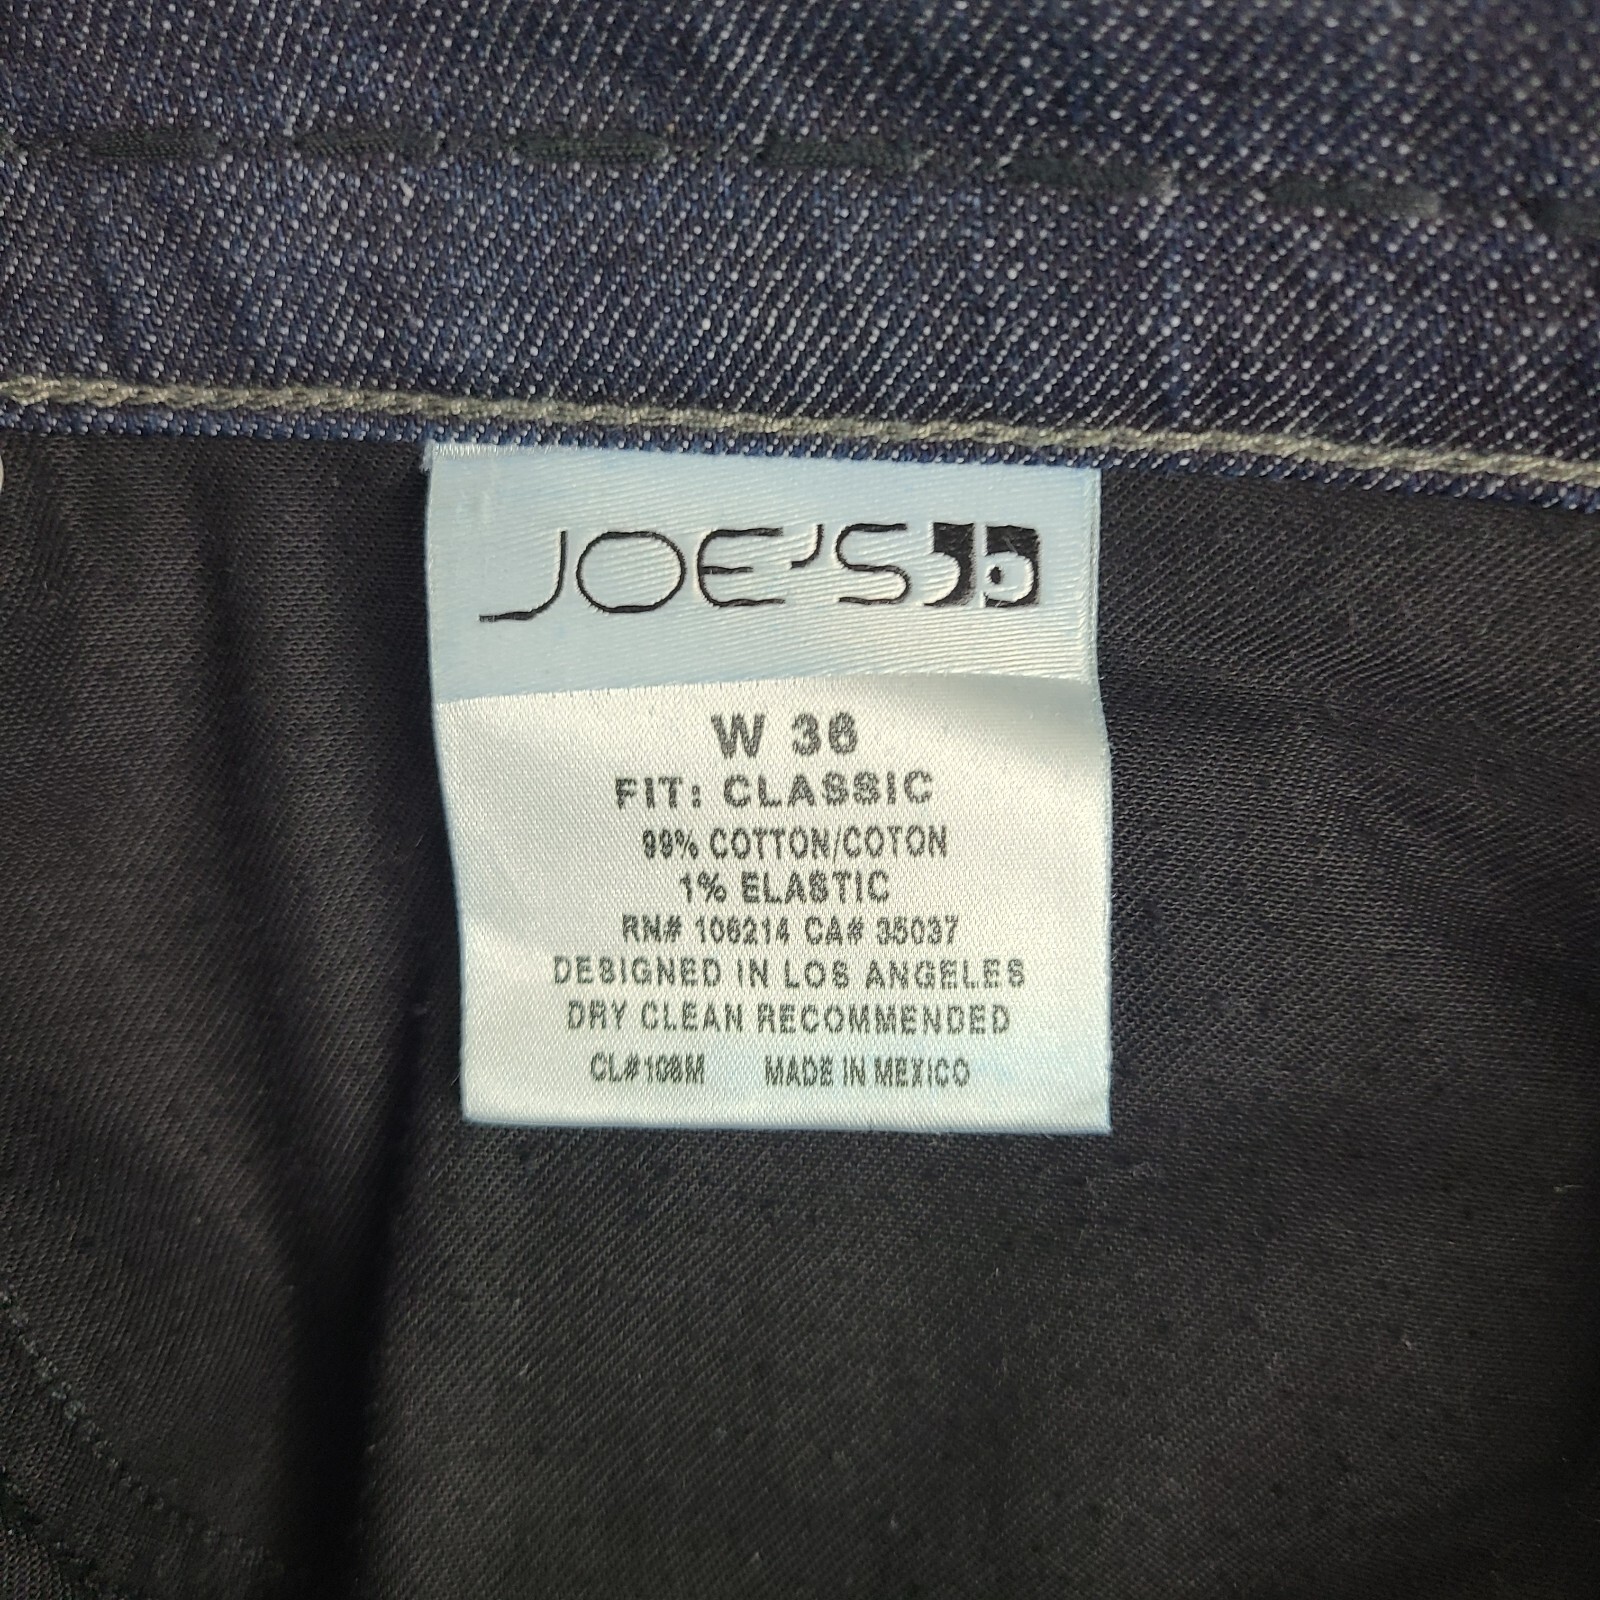 JOE'S
W 36
FIT: CLASSIC
99% COTTON/COTON
1% ELASTIC
RN# 106214 CA# 35037
DESIGNED IN LOS ANGELES
DRY CLEAN RECOMMENDED
CL#108M MADE IN MEXICO